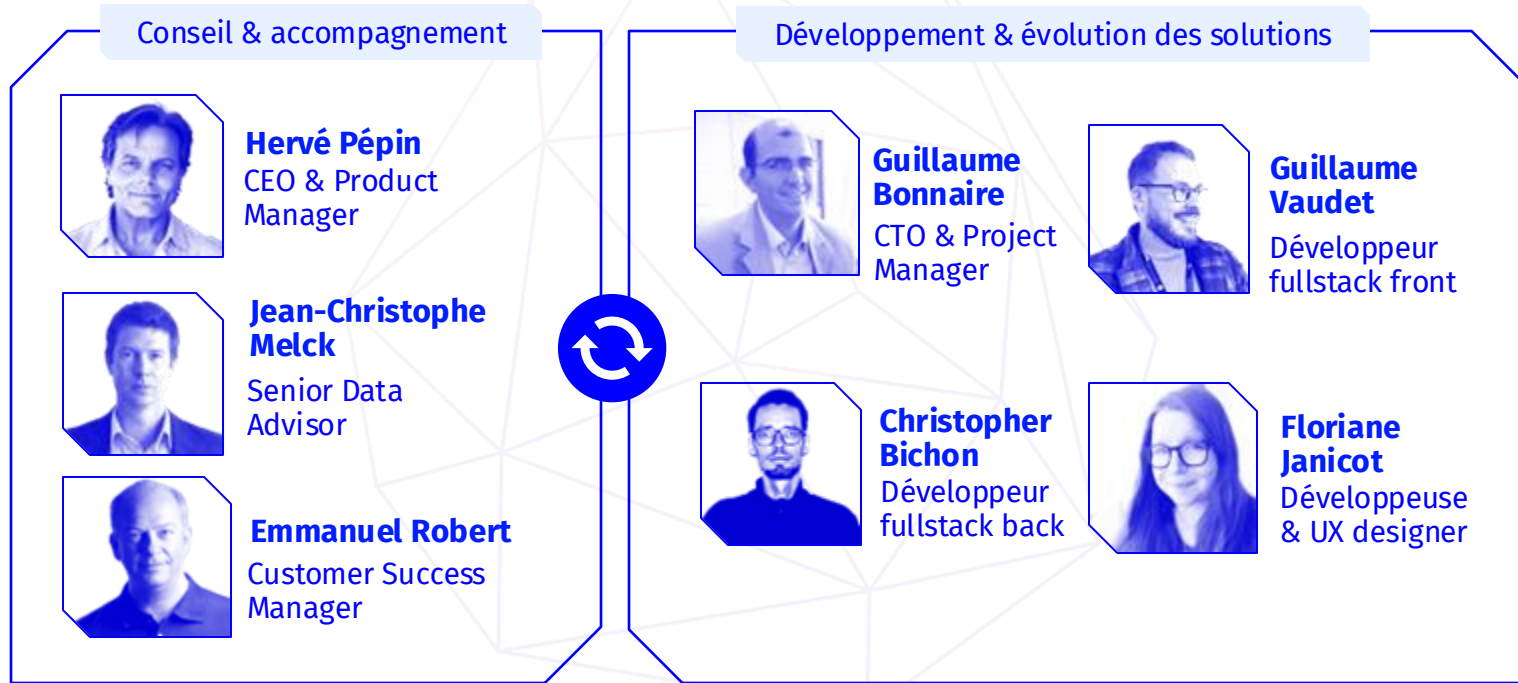 Conseil & accompagnement
Hervé Pépin
CEO & Product
Manager
Jean-Christophe
Melck
Senior Data
Advisor
Emmanuel Robert
Customer Success
Manager
Développement & évolution des solutions
Guillaume
Bonnaire
CTO & Project
Manager
Guillaume
Vaudet
Développeur
fullstack front
Christopher
Bichon
Développeur
fullstack back
Floriane
Janicot
Développeuse
& UX designer